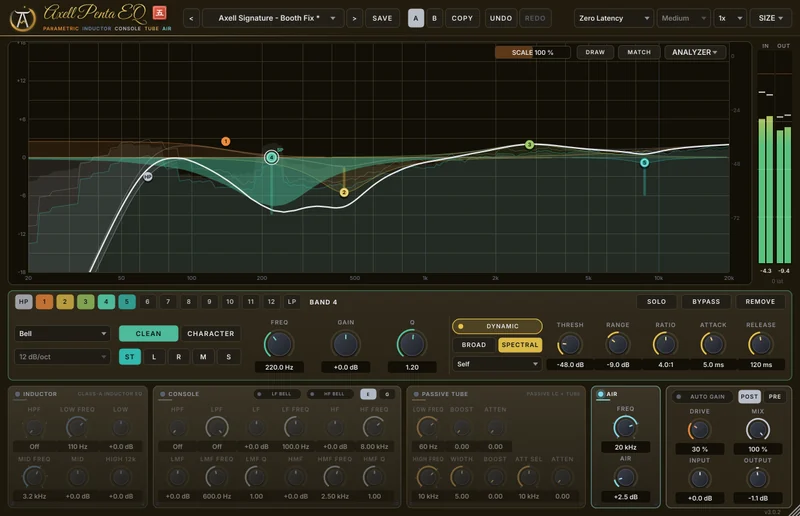 Axell Penta EQ 五
PARAMETRIC INDUCTOR CONSOLE TUBE AIR
< Axell Signature - Booth Fix * > SAVE A B COPY UNDO REDO Zero Latency Medium 1x SIZE
SCALE 100 % DRAW MATCH ANALYZER
IN OUT
+12
+6
0
-6
-12
-18
0
-24
-48
-72
HP 1 4 2 3 5
20 50 100 200 500 1k 2k 5k 10k 20k
-4.3 -9.4
HP 1 2 3 4 5 6 7 8 9 10 11 12 LP BAND 4 SOLO BYPASS REMOVE
Bell CLEAN CHARACTER
12 dB/oct ST L R M S
FREQ GAIN Q
220.0 Hz +0.0 dB 1.20
DYNAMIC
BROAD SPECTRAL
Self
THRESH RANGE RATIO ATTACK RELEASE
-48.0 dB -9.0 dB 4.0:1 5.0 ms 120 ms
INDUCTOR CLASS-A INDUCTOR EQ
HPF LOW FREQ LOW
Off 110 Hz +0.0 dB
MID FREQ MID HIGH 12k
3.2 kHz +0.0 dB +0.0 dB
CONSOLE LF BELL HF BELL E G
HPF LPF LF LF FREQ HF HF FREQ
Off Off +0.0 dB 100.0 Hz +0.0 dB 8.00 kHz
LMF LMF FREQ LMF Q HMF HMF FREQ HMF Q
+0.0 dB 600.0 Hz 1.00 +0.0 dB 2.50 kHz 1.00
PASSIVE TUBE PASSIVE LC + TUBE
LOW FREQ BOOST ATTEN
60 Hz 0.00 0.00
HIGH FREQ WIDTH BOOST ATT SEL ATTEN
10 kHz 5.00 0.00 10 kHz 0.00
AIR
FREQ
20 kHz
AIR
+2.5 dB
AUTO GAIN POST PRE
DRIVE MIX
30 % 100 %
INPUT OUTPUT
+0.0 dB -1.1 dB